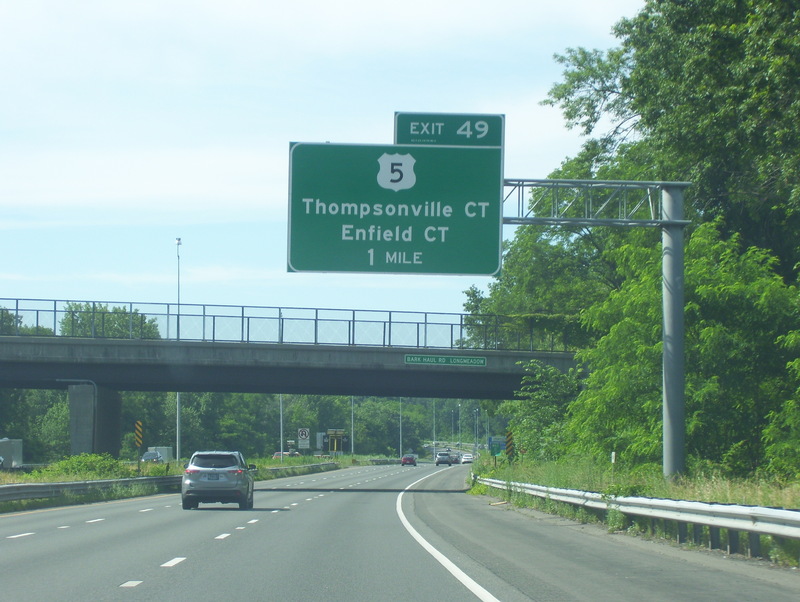 EXIT 49
5
Thompsonville CT
Enfield CT
1 MILE
BARK HAUL RD LONGMEADOW